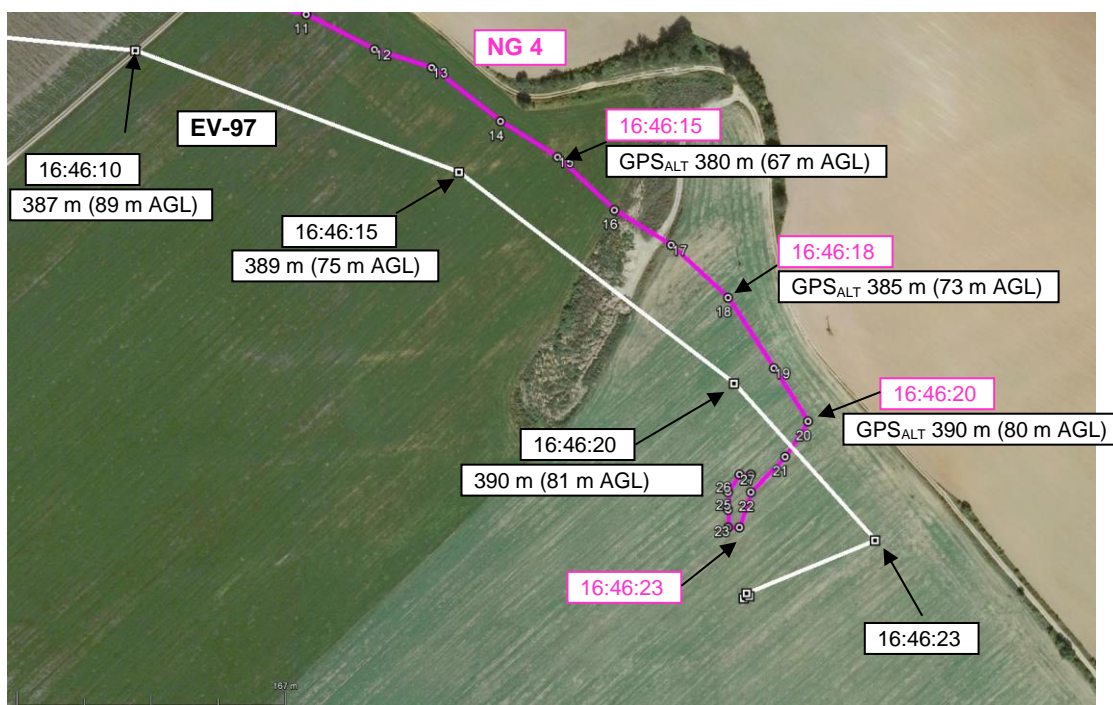 11
12
13
NG 4
EV-97
14
16:46:15
GPSALT 380 m (67 m AGL)
15
16:46:10
387 m (89 m AGL)
16
16:46:15
389 m (75 m AGL)
17
16:46:18
GPSALT 385 m (73 m AGL)
18
19
16:46:20
GPSALT 390 m (80 m AGL)
20
16:46:20
390 m (81 m AGL)
21
26
27
25
22
23
16:46:23
16:46:23
167 m